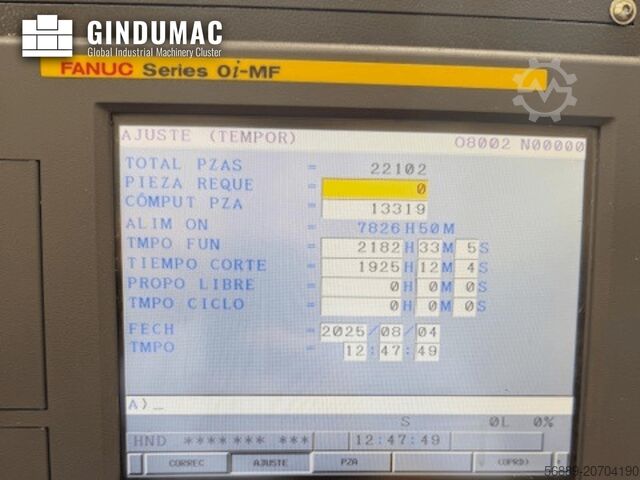 GINDUMAC
Global Industrial Machinery Cluster
FANUC Series 0i-MF
AJUSTE (TEMPOR) O8002 N00000
TOTAL PZAS = 22102
PIEZA REQUE = 0
CÓMPUT PZA = 13319
ALIM ON = 7826H50M
TMPO FUN = 2182H33M 5S
TIEMPO CORTE = 1925H12M 4S
PROPO LIBRE = 0H 0M 0S
TMPO CICLO = 0H 0M 0S
FECH = 2025/08/04
TMPO = 12:47:49
A)_
S 0L 0%
HND **** *** *** 12:47:49
CORREC AJUSTE PZA (OPRD)
56889-20704190